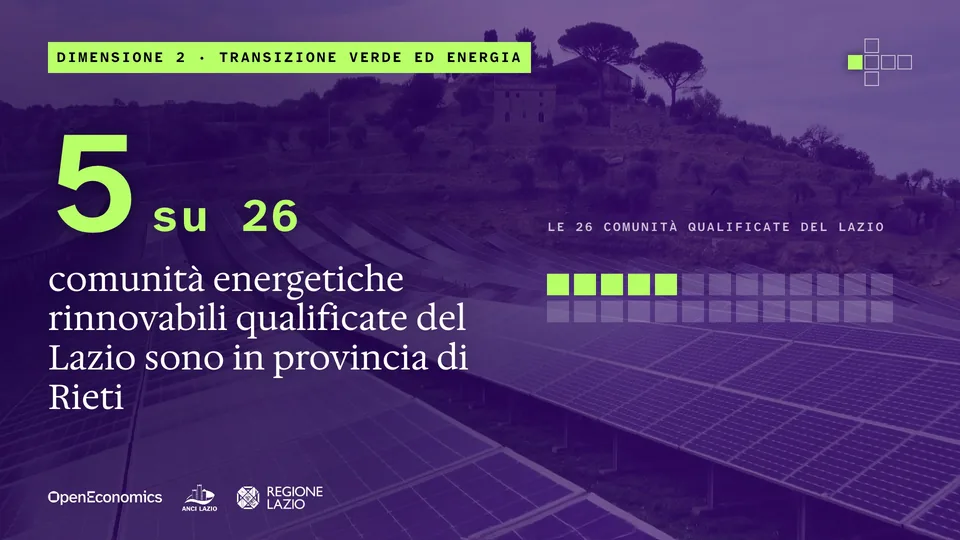 DIMENSIONE 2 · TRANSIZIONE VERDE ED ENERGIA
5 su 26
comunità energetiche
rinnovabili qualificate del
Lazio sono in provincia di
Rieti
LE 26 COMUNITÀ QUALIFICATE DEL LAZIO
OpenEconomics
ANCI LAZIO
REGIONE
LAZIO